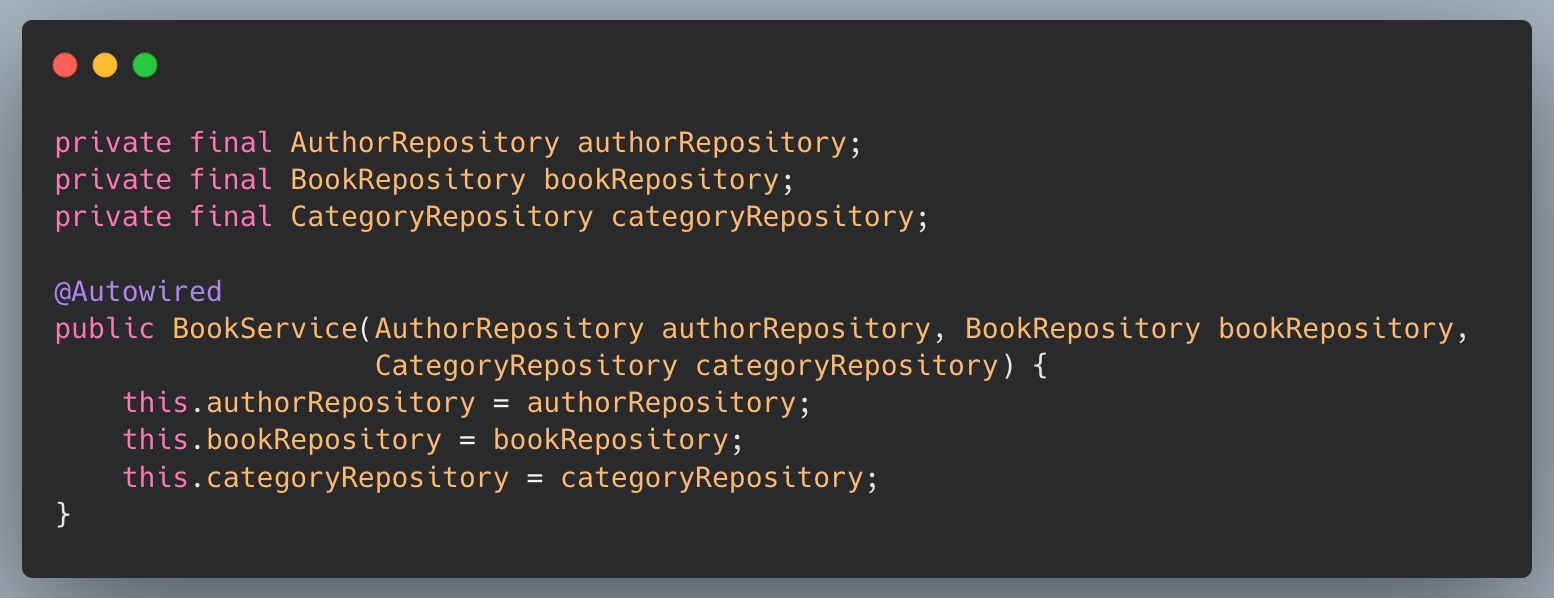 private final AuthorRepository authorRepository;
private final BookRepository bookRepository;
private final CategoryRepository categoryRepository;

@Autowired
public BookService(AuthorRepository authorRepository, BookRepository bookRepository,
                   CategoryRepository categoryRepository) {
    this.authorRepository = authorRepository;
    this.bookRepository = bookRepository;
    this.categoryRepository = categoryRepository;
}